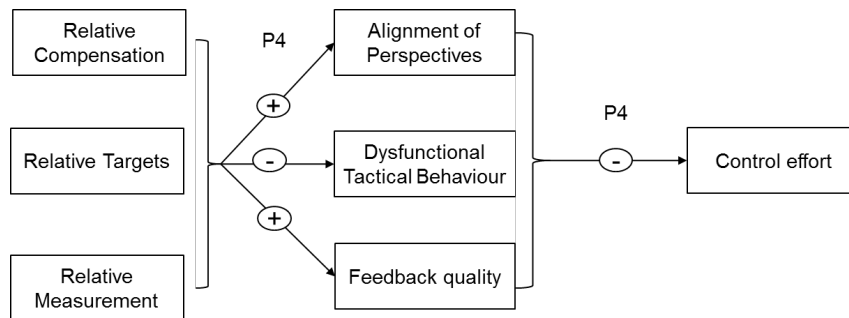 Relative
Compensation
P4
Alignment of
Perspectives
+
P4
Relative Targets
-
Dysfunctional
Tactical Behaviour
-
Control effort
+
Relative
Measurement
Feedback quality